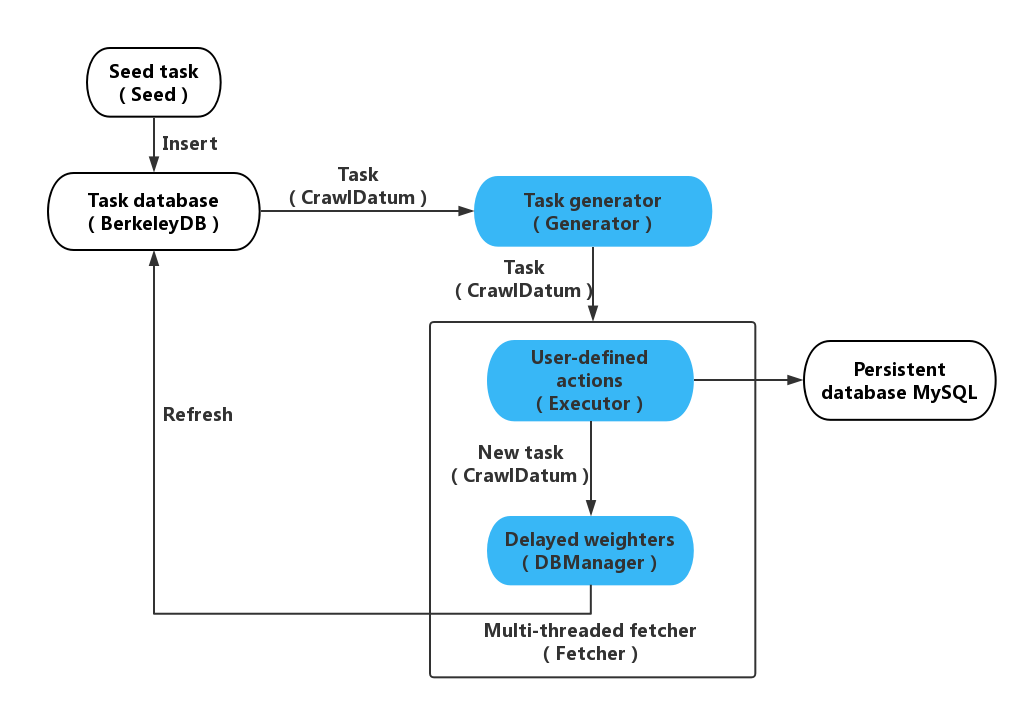 Seed task
( Seed )
Insert
Task database
( BerkeleyDB )
Task
( CrawlDatum )
Task generator
( Generator )
Task
( CrawlDatum )
User-defined
actions
( Executor )
Persistent
database MySQL
Refresh
New task
( CrawlDatum )
Delayed weighters
( DBManager )
Multi-threaded fetcher
( Fetcher )